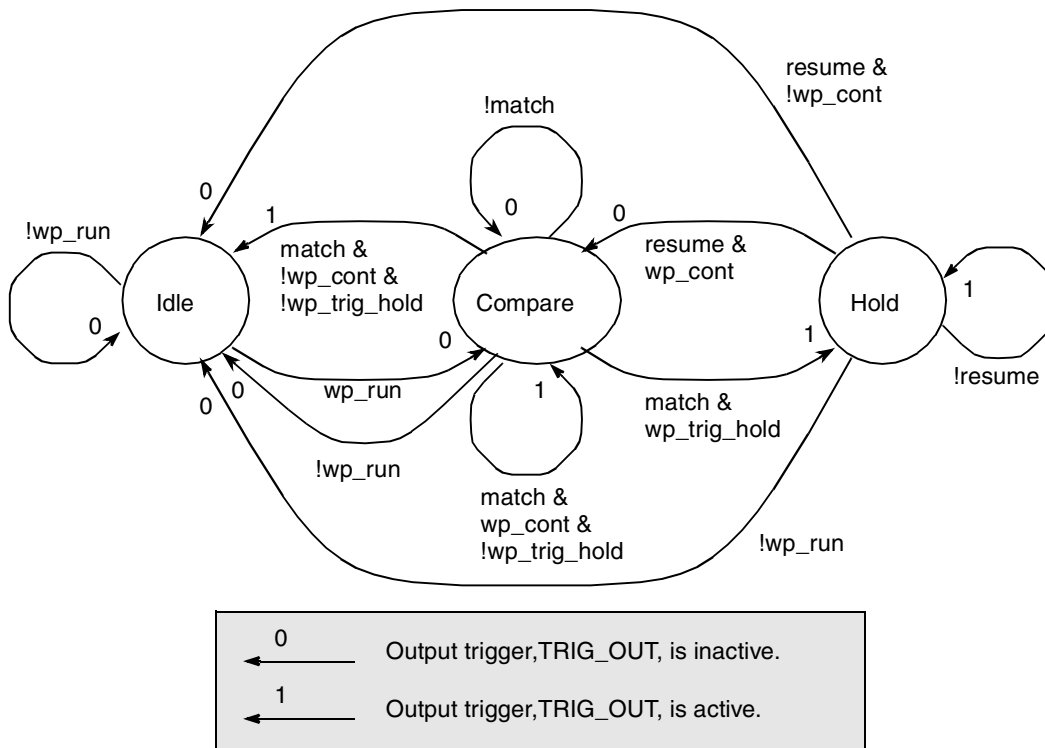 resume &
!wp_cont
!match
0
0
0
1
!wp_run
match &
!wp_cont &
!wp_trig_hold
resume &
wp_cont
Idle
Compare
Hold
1
0
0
1
wp_run
0
0
1
!resume
match &
wp_trig_hold
!wp_run
match &
wp_cont &
!wp_trig_hold
!wp_run
0
Output trigger,TRIG_OUT, is inactive.
1
Output trigger,TRIG_OUT, is active.